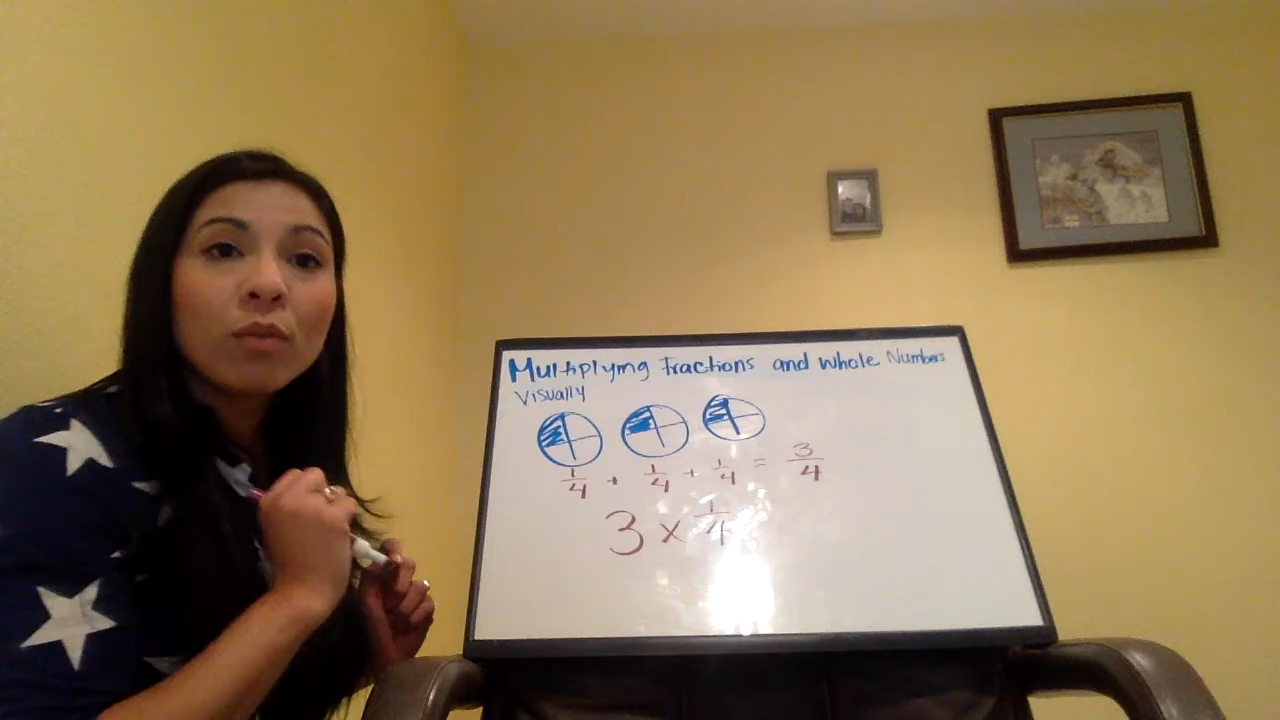 Multiplying Fractions and whole Numbers
Visually
1/4 + 1/4 + 1/4 = 3/4
3 x 1/4